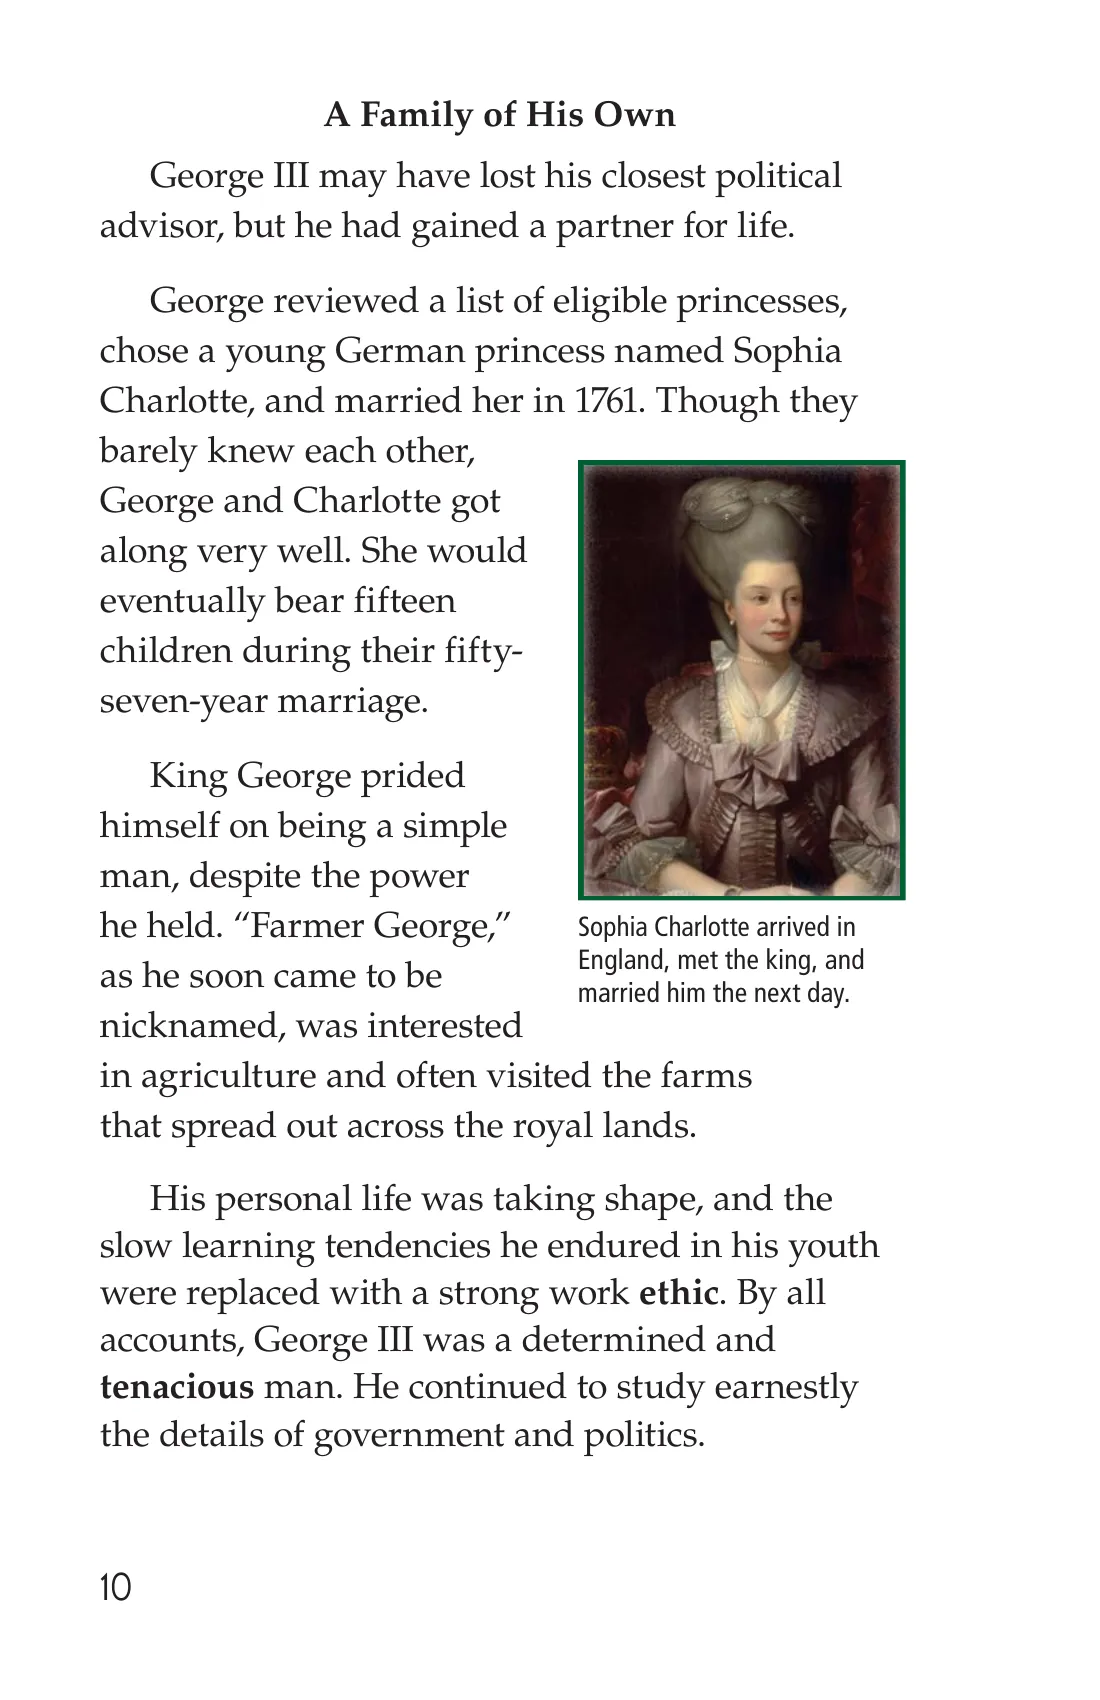 A Family of His Own
George III may have lost his closest political
advisor, but he had gained a partner for life.
George reviewed a list of eligible princesses,
chose a young German princess named Sophia
Charlotte, and married her in 1761. Though they
barely knew each other,
George and Charlotte got
along very well. She would
eventually bear fifteen
children during their fifty-
seven-year marriage.
King George prided
himself on being a simple
man, despite the power
he held. “Farmer George,”
as he soon came to be
nicknamed, was interested
in agriculture and often visited the farms
that spread out across the royal lands.
Sophia Charlotte arrived in
England, met the king, and
married him the next day.
His personal life was taking shape, and the
slow learning tendencies he endured in his youth
were replaced with a strong work ethic. By all
accounts, George III was a determined and
tenacious man. He continued to study earnestly
the details of government and politics.
10